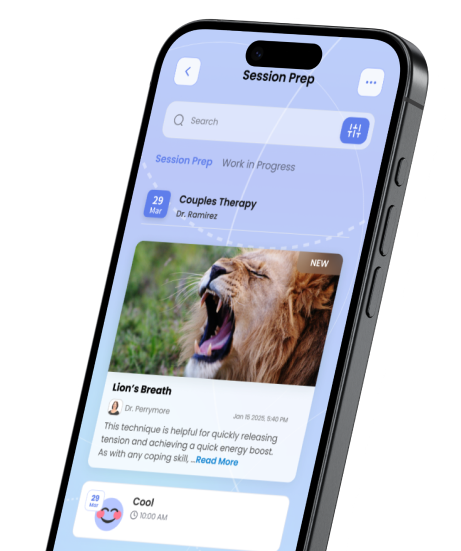 Session Prep
Search
Session Prep Work in Progress
29
Mar
Couples Therapy
Dr. Ramirez
NEW
Lion's Breath
Dr. Perrymore
Jan 15 2025, 5:40 PM
This technique is helpful for quickly releasing
tension and achieving a quick energy boost.
As with any coping skill, ...Read More
29
Mar
Cool
10:00 AM